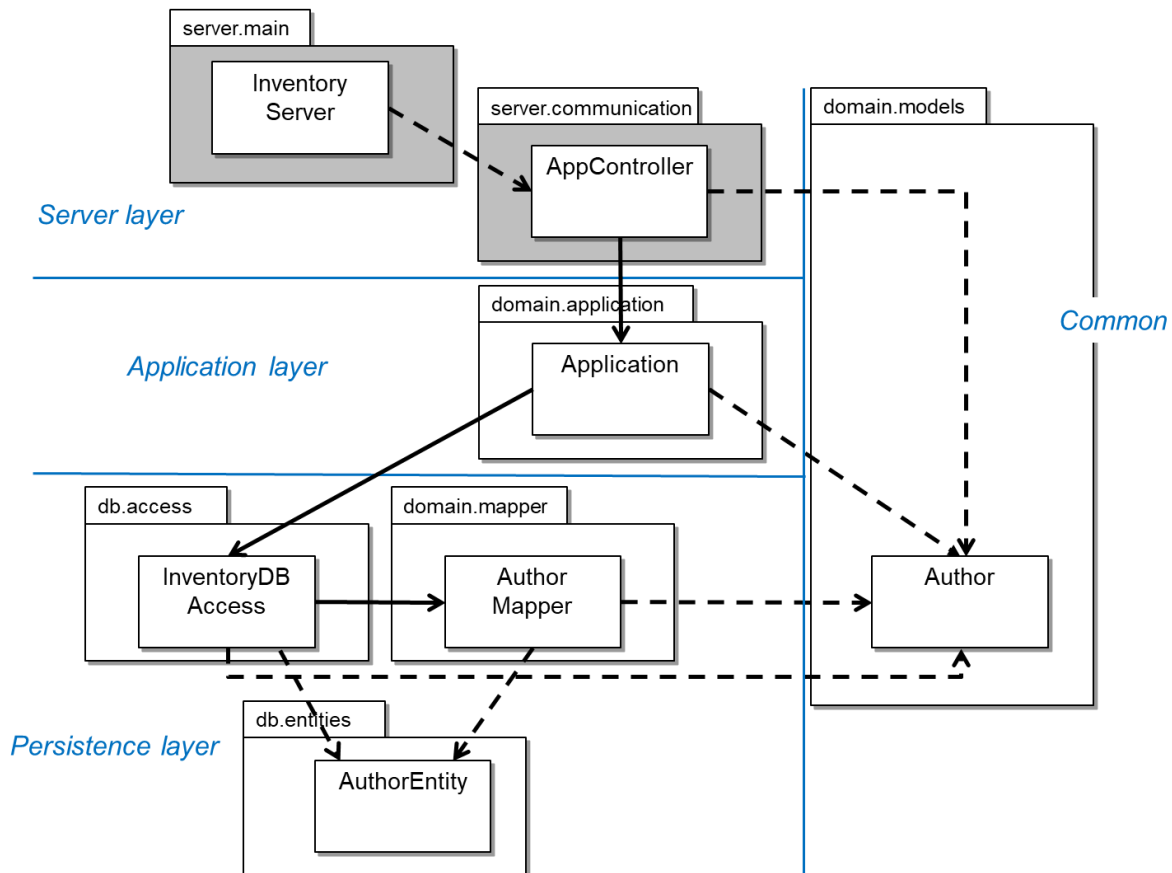 server.main
Inventory
Server
server.communication
domain.models
AppController
Server layer
domain.application
Common
Application layer
Application
db.access
domain.mapper
InventoryDB
Access
Author
Mapper
Author
db.entities
Persistence layer
AuthorEntity